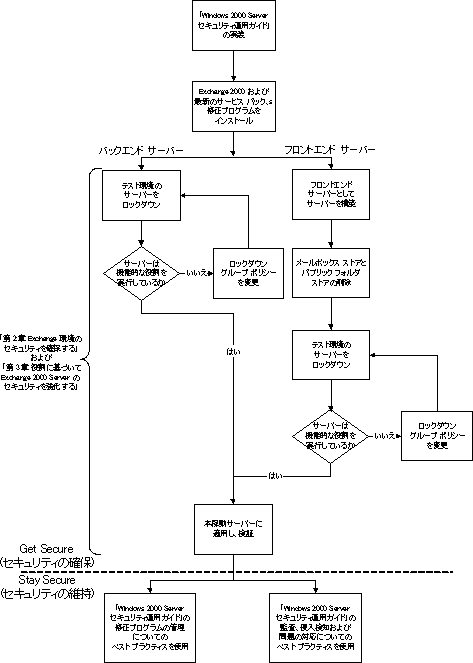 「Windows 2000 Server
セキュリティ運用ガイド」
の実装
Exchange 2000 および
最新のサービス パック、s
修正プログラムを
インストール
バックエンド サーバー
フロントエンド サーバー
テスト環境の
サーバーを
ロックダウン
フロントエンド
サーバーとして
サーバーを構築
サーバーは
機能的な役割を
実行しているか
いいえ
ロックダウン
グループ ポリシー
を変更
メールボックス ストアと
パブリック フォルダ
ストアの削除
はい
テスト環境の
サーバーを
ロックダウン
「第 2 章 Exchange 環境の
セキュリティを確保する」
および
「第 3 章 役割に基づいて
Exchange 2000 Server の
セキュリティを強化する」
サーバーは
機能的な役割を
実行しているか
いいえ
ロックダウン
グループ ポリシー
を変更
はい
本稼動サーバーに
適用し、検証
Get Secure
(セキュリティの確保)
Stay Secure
(セキュリティの維持)
「Windows 2000 Server
セキュリティ運用ガイド」の
修正プログラムの管理
についての
ベスト プラクティスを使用
「Windows 2000 Server
セキュリティ運用ガイド」の
監査、侵入検知および
問題の対応についての
ベスト プラクティスを使用